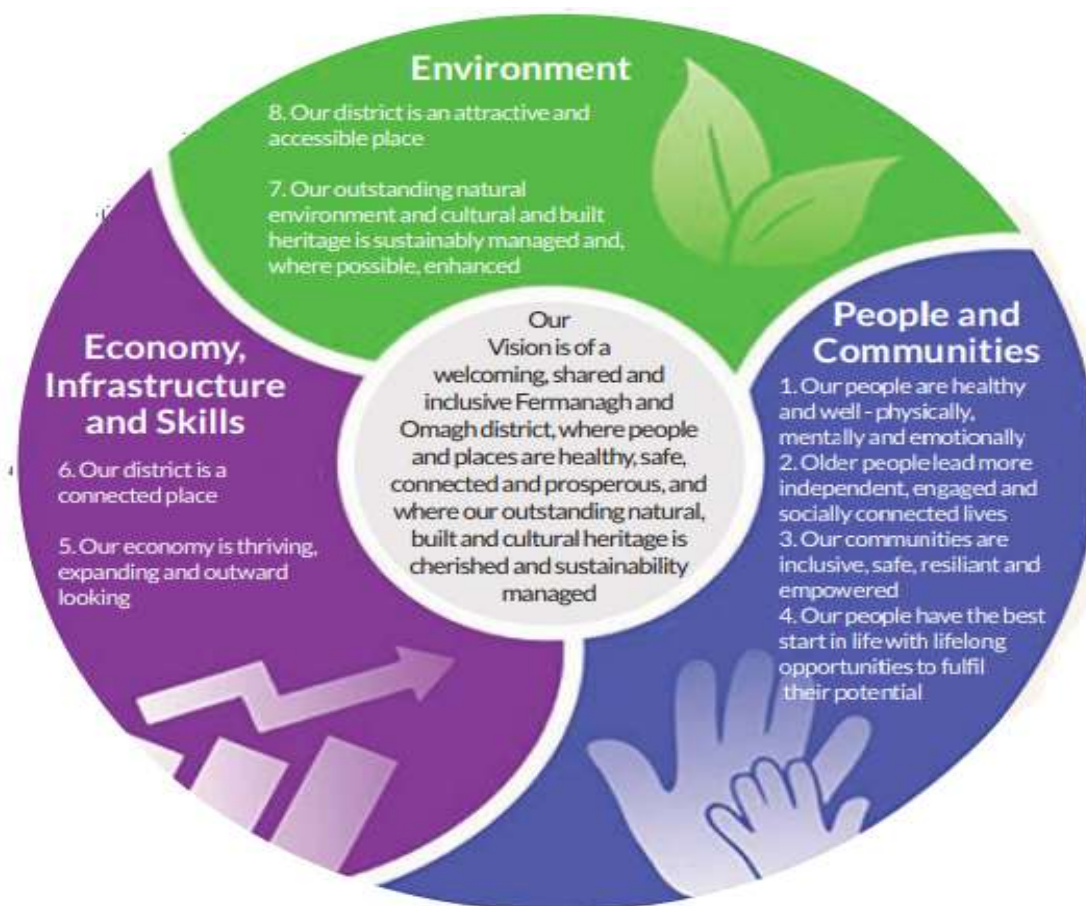 Environment
8. Our district is an attractive and
accessible place
7. Our outstanding natural
environment and cultural and built
heritage is sustainably managed and,
where possible, enhanced
Economy,
Infrastructure
and Skills
6. Our district is a
connected place
5. Our economy is thriving,
expanding and outward
looking
Our
Vision is of a
welcoming, shared and
inclusive Fermanagh and
Omagh district, where people
and places are healthy, safe,
connected and prosperous, and
where our outstanding natural,
built and cultural heritage is
cherished and sustainability
managed
People and
Communities
1. Our people are healthy
and well - physically,
mentally and emotionally
2. Older people lead more
independent, engaged and
socially connected lives
3. Our communities are
inclusive, safe, resiliant and
empowered
4. Our people have the best
start in life with lifelong
opportunities to fulfil
their potential